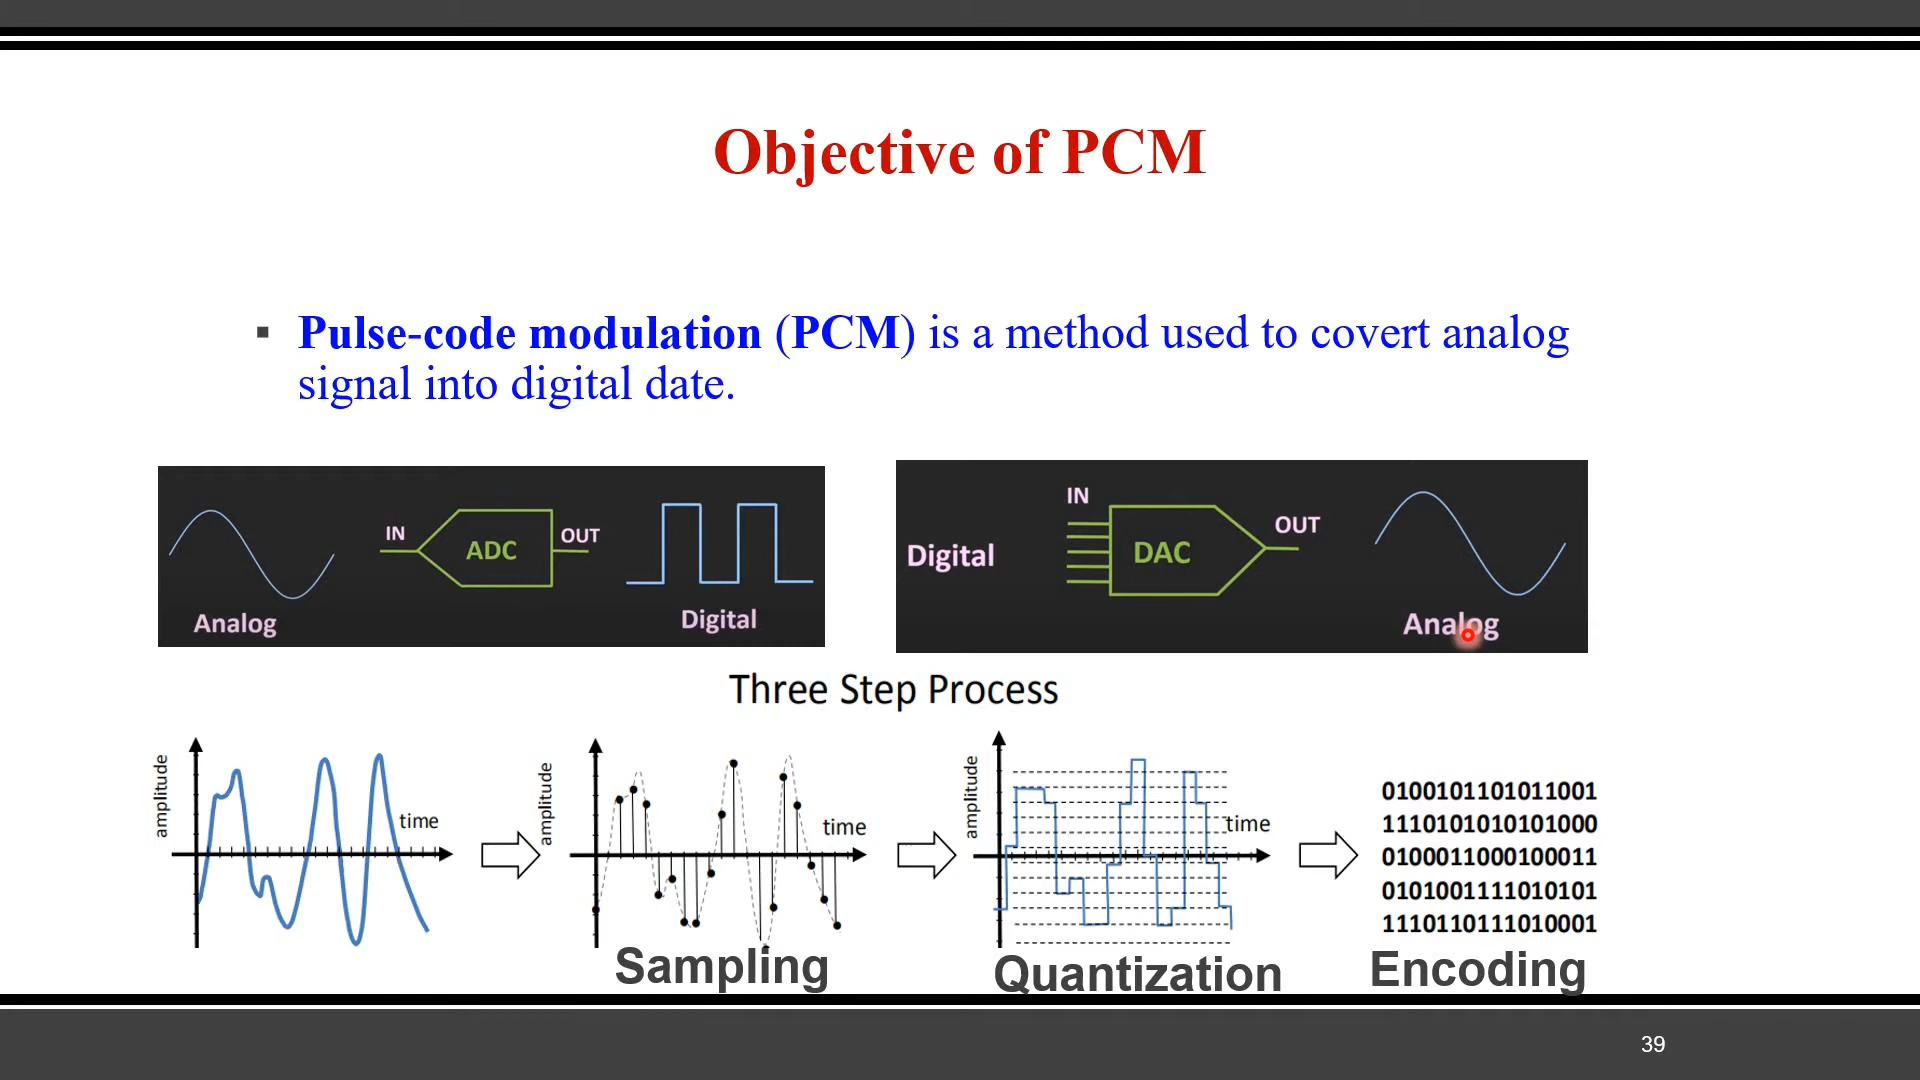 Objective of PCM
▪ Pulse-code modulation (PCM) is a method used to covert analog
signal into digital date.
IN
ADC
OUT
Analog
Digital
Digital
IN
DAC
OUT
Analog
Three Step Process
amplitude
time
amplitude
time
Sampling
amplitude
time
Quantization
0100101101011001
1110101010101000
0100011000100011
0101001111010101
1110110111010001
Encoding
39